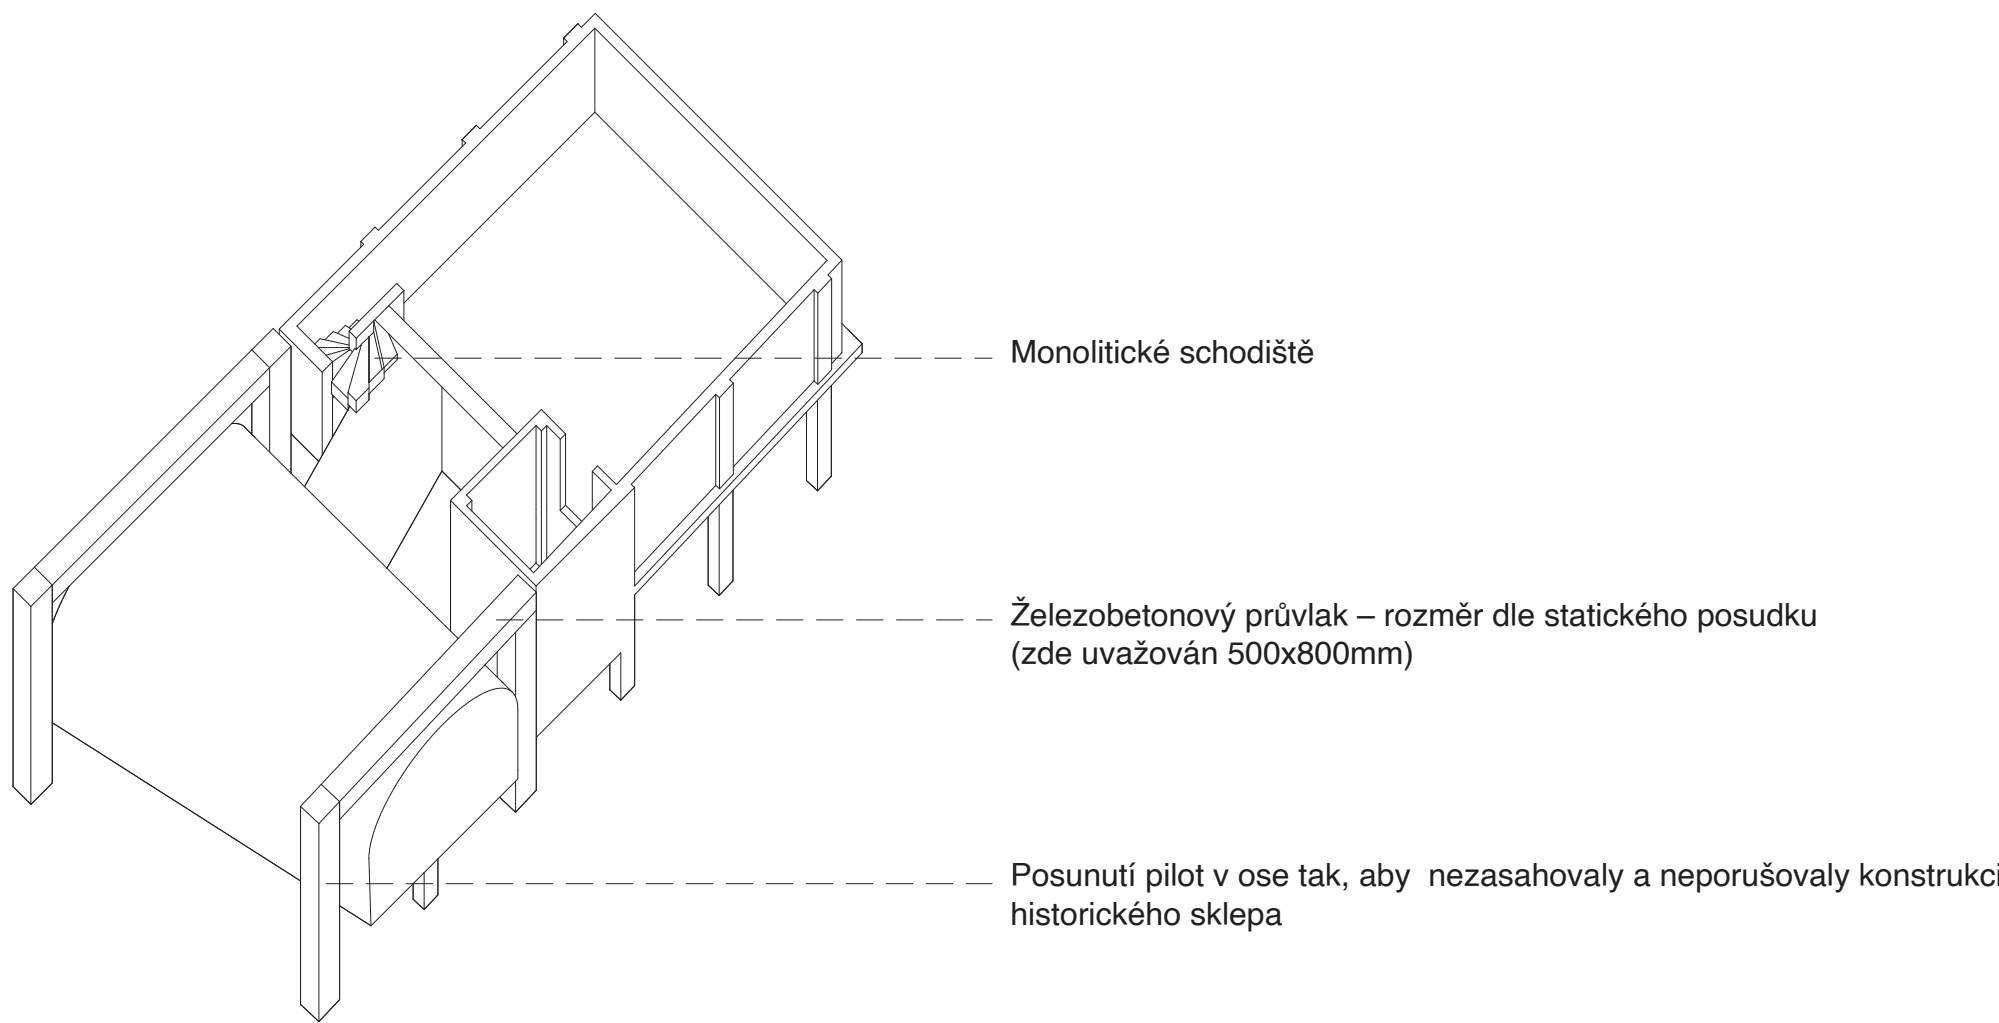 Monolitické schodiště
Železobetonový průvlak – rozměr dle statického posudku
(zde uvažován 500x800mm)
Posunutí pilot v ose tak, aby  nezasahovaly a neporušovaly konstrukci
historického sklepa